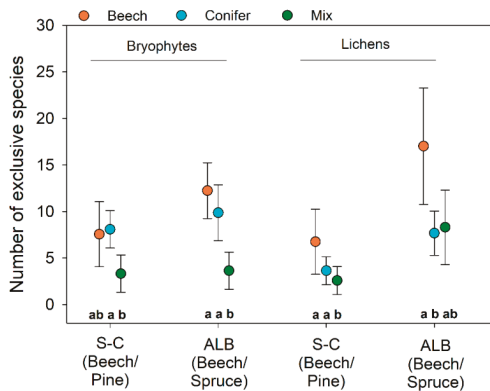 Beech Conifer Mix
Bryophytes Lichens
Number of exclusive species
30
25
20
15
10
5
0
ab a b a a b a a b a b ab
S-C (Beech/ Pine)
ALB (Beech/ Spruce)
S-C (Beech/ Pine)
ALB (Beech/ Spruce)